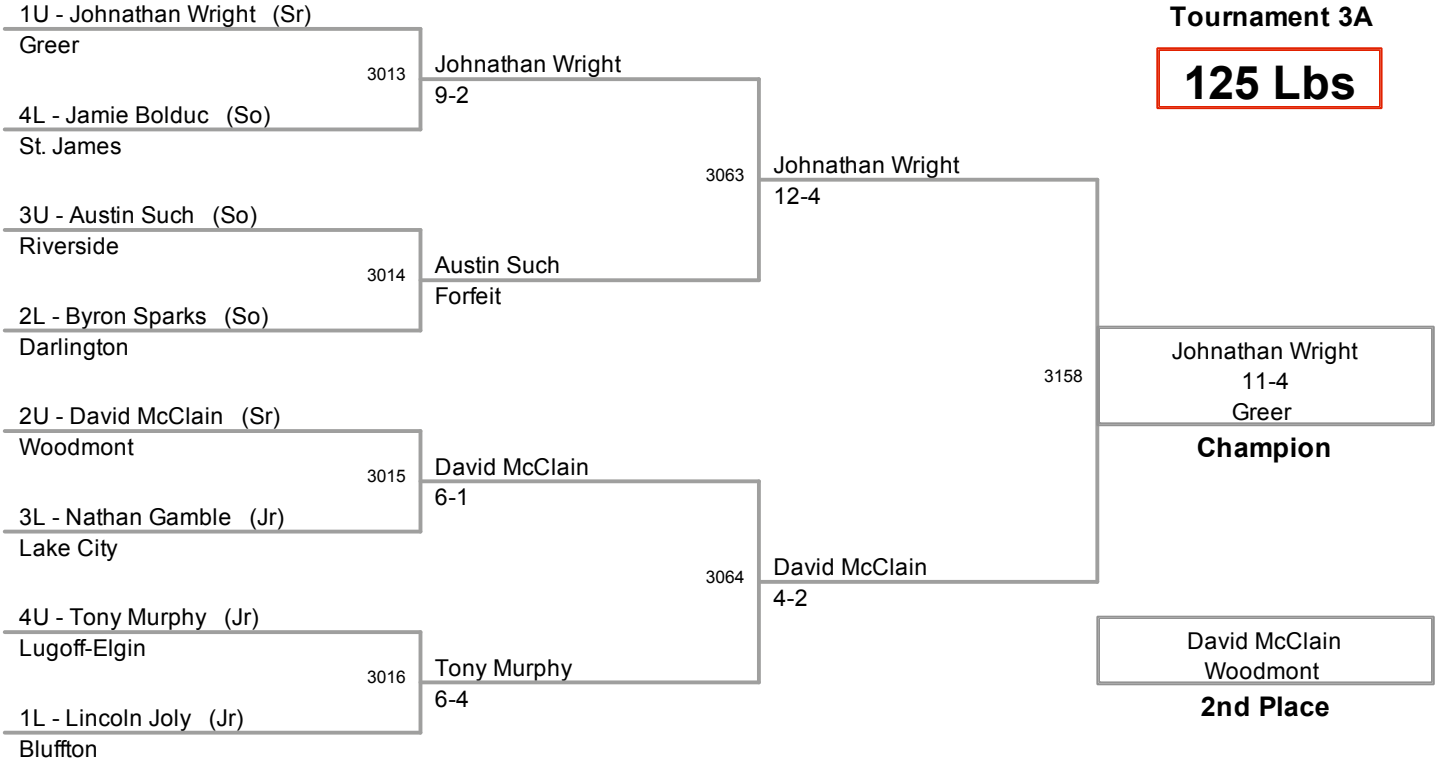 1U - Johnathan Wright (Sr)
Greer
3013
4L - Jamie Bolduc (So)
St. James
Johnathan Wright
9-2
3U - Austin Such (So)
Riverside
3014
2L - Byron Sparks (So)
Darlington
Austin Such
Forfeit
3063
Johnathan Wright
12-4
2U - David McClain (Sr)
Woodmont
3015
3L - Nathan Gamble (Jr)
Lake City
David McClain
6-1
4U - Tony Murphy (Jr)
Lugoff-Elgin
3016
1L - Lincoln Joly (Jr)
Bluffton
Tony Murphy
6-4
3064
David McClain
4-2
3158
Tournament 3A
125 Lbs
Johnathan Wright
11-4
Greer
Champion
David McClain
Woodmont
2nd Place